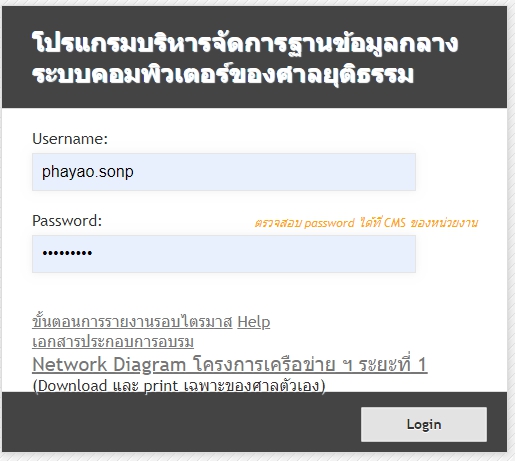 โปรแกรมบริหารจัดการฐานข้อมูลกลาง
ระบบคอมพิวเตอร์ของศาลยุติธรรม
Username:
phayao.sonp
Password:
ตรวจสอบ password ได้ที่ CMS ของหน่วยงาน
•••••••••
ขั้นตอนการรายงานรอบไตรมาส Help
เอกสารประกอบการอบรม
Network Diagram โครงการเครือข่าย ฯ ระยะที่ 1
(Download และ print เฉพาะของศาลตัวเอง)
Login